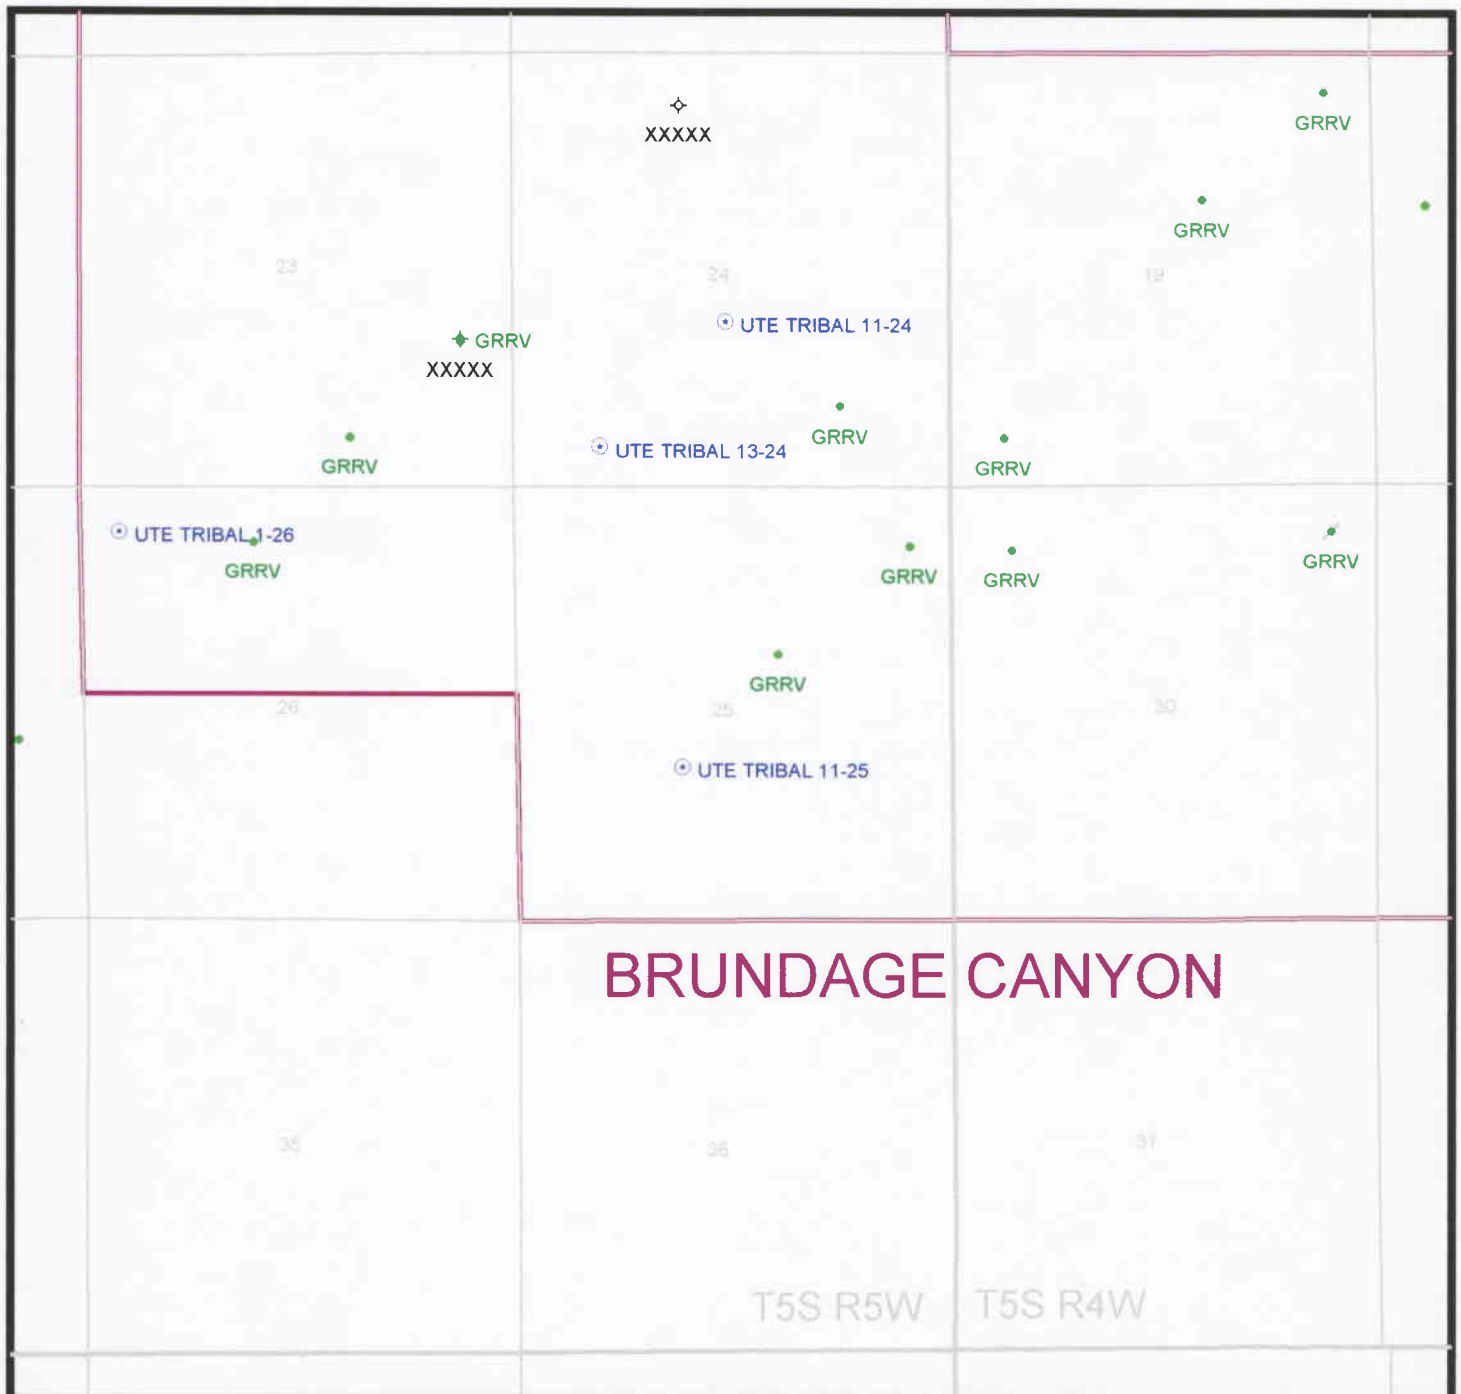 GRRV
XXXXX
GRRV
23
24
19
UTE TRIBAL 11-24
GRRV
XXXXX
GRRV
GRRV
UTE TRIBAL 13-24
GRRV
GRRV
UTE TRIBAL 1-26
GRRV
GRRV
GRRV
GRRV
GRRV
26
25
30
UTE TRIBAL 11-25
BRUNDAGE CANYON
35
36
31
T5S R5W
T5S R4W